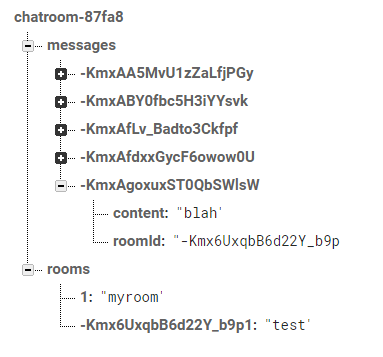 chatroom-87fa8
messages
-KmxAA5MvU1zZaLfjPGy
-KmxABY0fbc5H3iYYsvk
-KmxAfLv_Badto3Ckfpf
-KmxAfdxxGycF6owow0U
-KmxAgoxuxST0QbSWlsW
content: "blah"
roomId: "-Kmx6UxqbB6d22Y_b9p
rooms
1: "myroom"
-Kmx6UxqbB6d22Y_b9p1: "test"